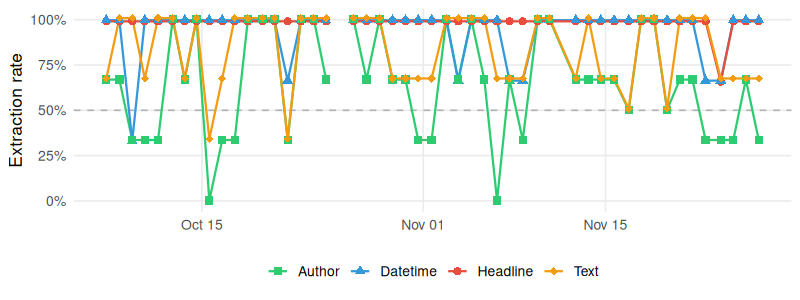 Extraction rate
100%
75%
50%
25%
0%
Oct 15 Nov 01 Nov 15
Author Datetime Headline Text